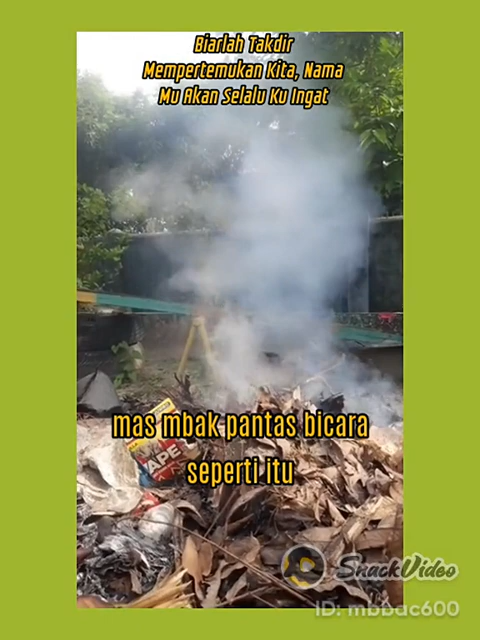 Biarlah Takdir
Mempertemukan Kita, Nama
Mu Akan Selalu Ku Ingat
mas mbak pantas bicara
seperti itu
APE
SnackVideo
ID: mbbac600